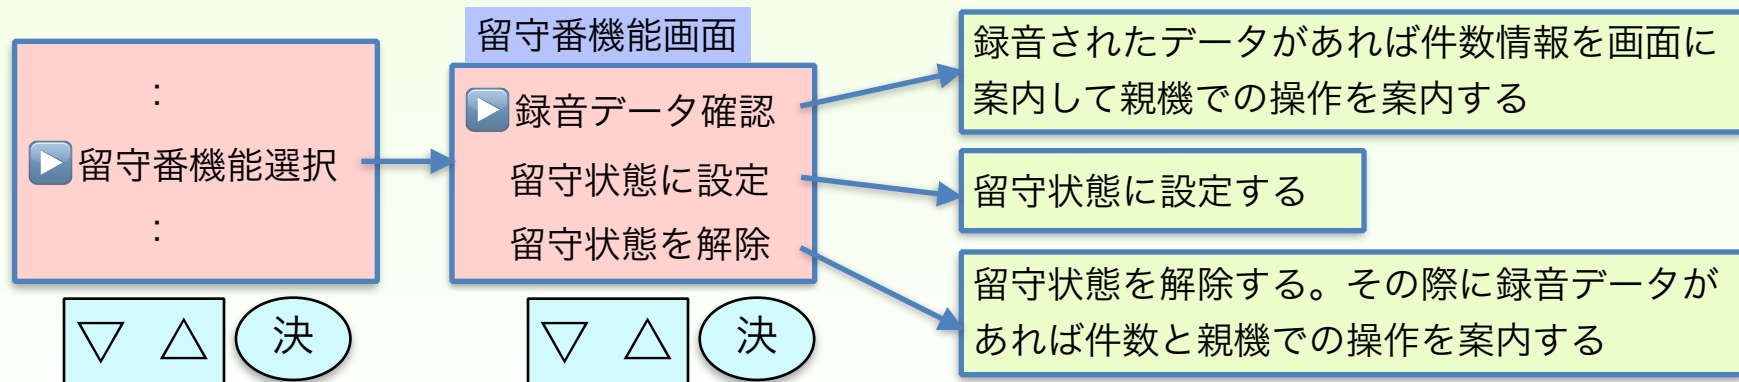 :
留守番機能選択
:
▽ △
決
留守番機能画面
録音データ確認
留守状態に設定
留守状態を解除
▽ △
決
録音されたデータがあれば件数情報を画面に
案内して親機での操作を案内する
留守状態に設定する
留守状態を解除する。その際に録音データが
あれば件数と親機での操作を案内する